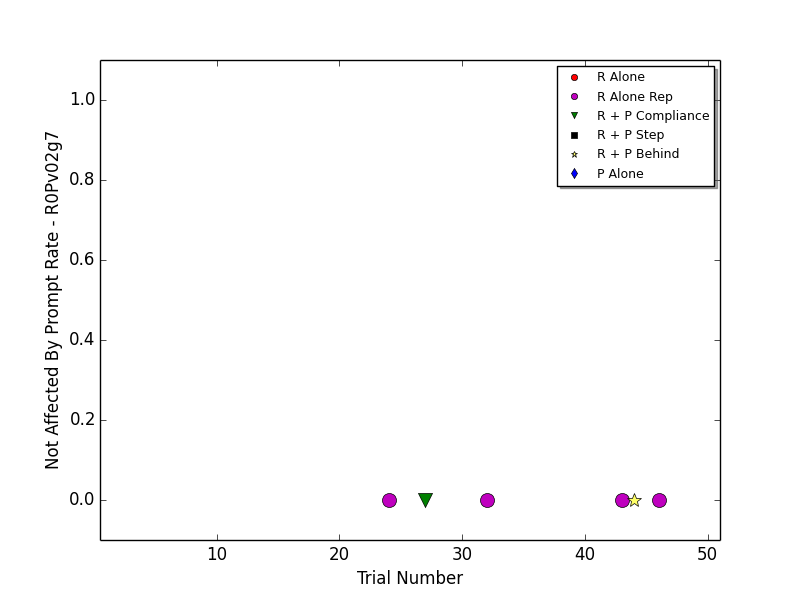 R Alone
R Alone Rep
R + P Compliance
R + P Step
R + P Behind
P Alone
1.0
0.8
0.6
0.4
0.2
0.0
Not Affected By Prompt Rate - R0Pv02g7
10 20 30 40 50
Trial Number